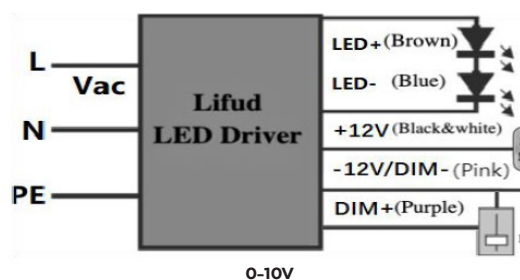 L
Vac
N
PE
Lifud
LED Driver
LED+ (Brown)
LED- (Blue)
+12V (Black&white)
-12V/DIM- (Pink)
DIM+ (Purple)
0-10V